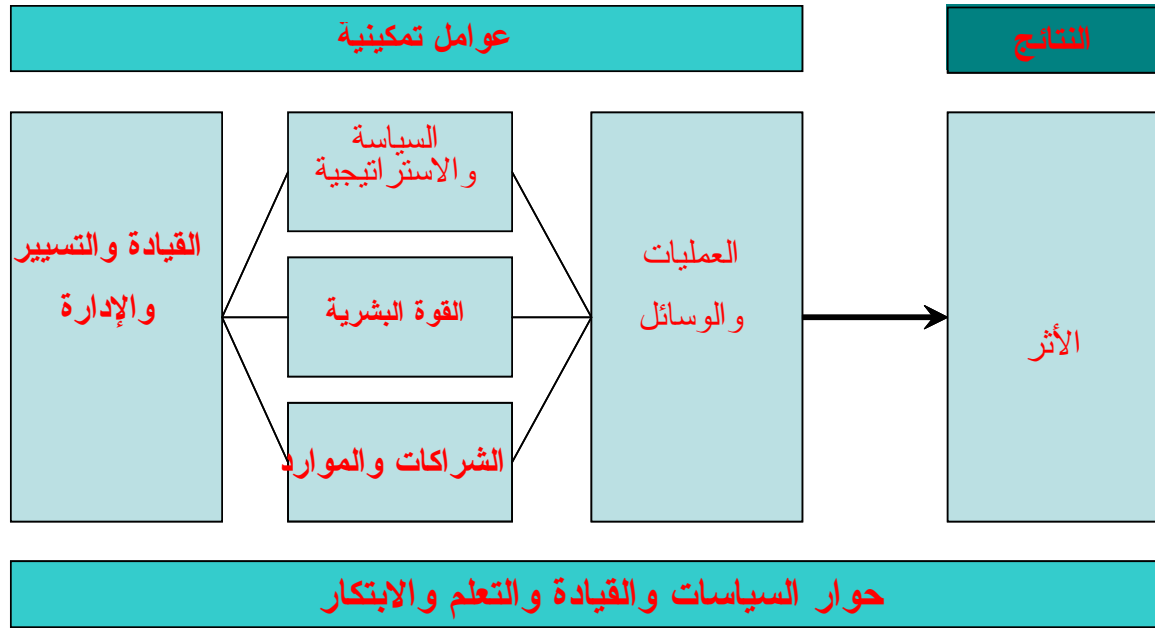 عوامل تمكينية
النتائج
القيادة والتسيير
والإدارة
السياسة
والاستراتيجية
القوة البشرية
الشراكات والموارد
العمليات
والوسائل
الأثر
حوار السياسات والقيادة والتعلم والابتكار